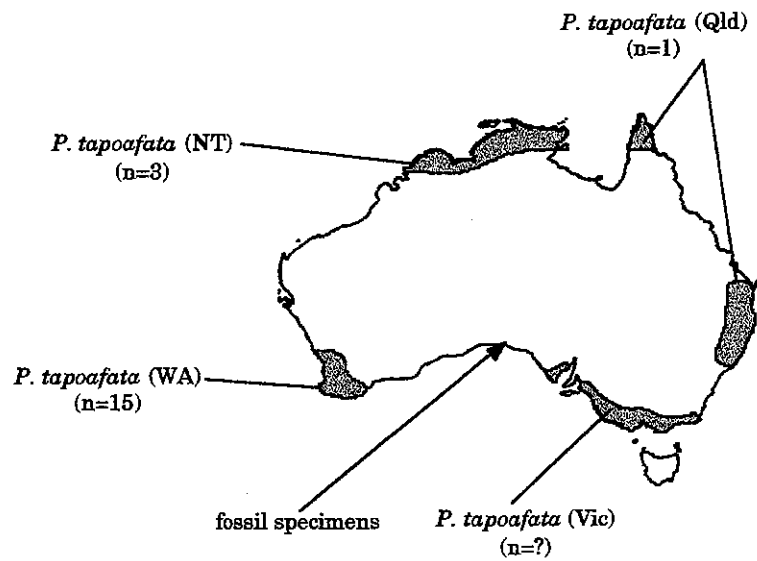 P. tapoafata (Qld)
(n=1)
P. tapoafata (NT)
(n=3)
P. tapoafata (WA)
(n=15)
fossil specimens
P. tapoafata (Vic)
(n=?)